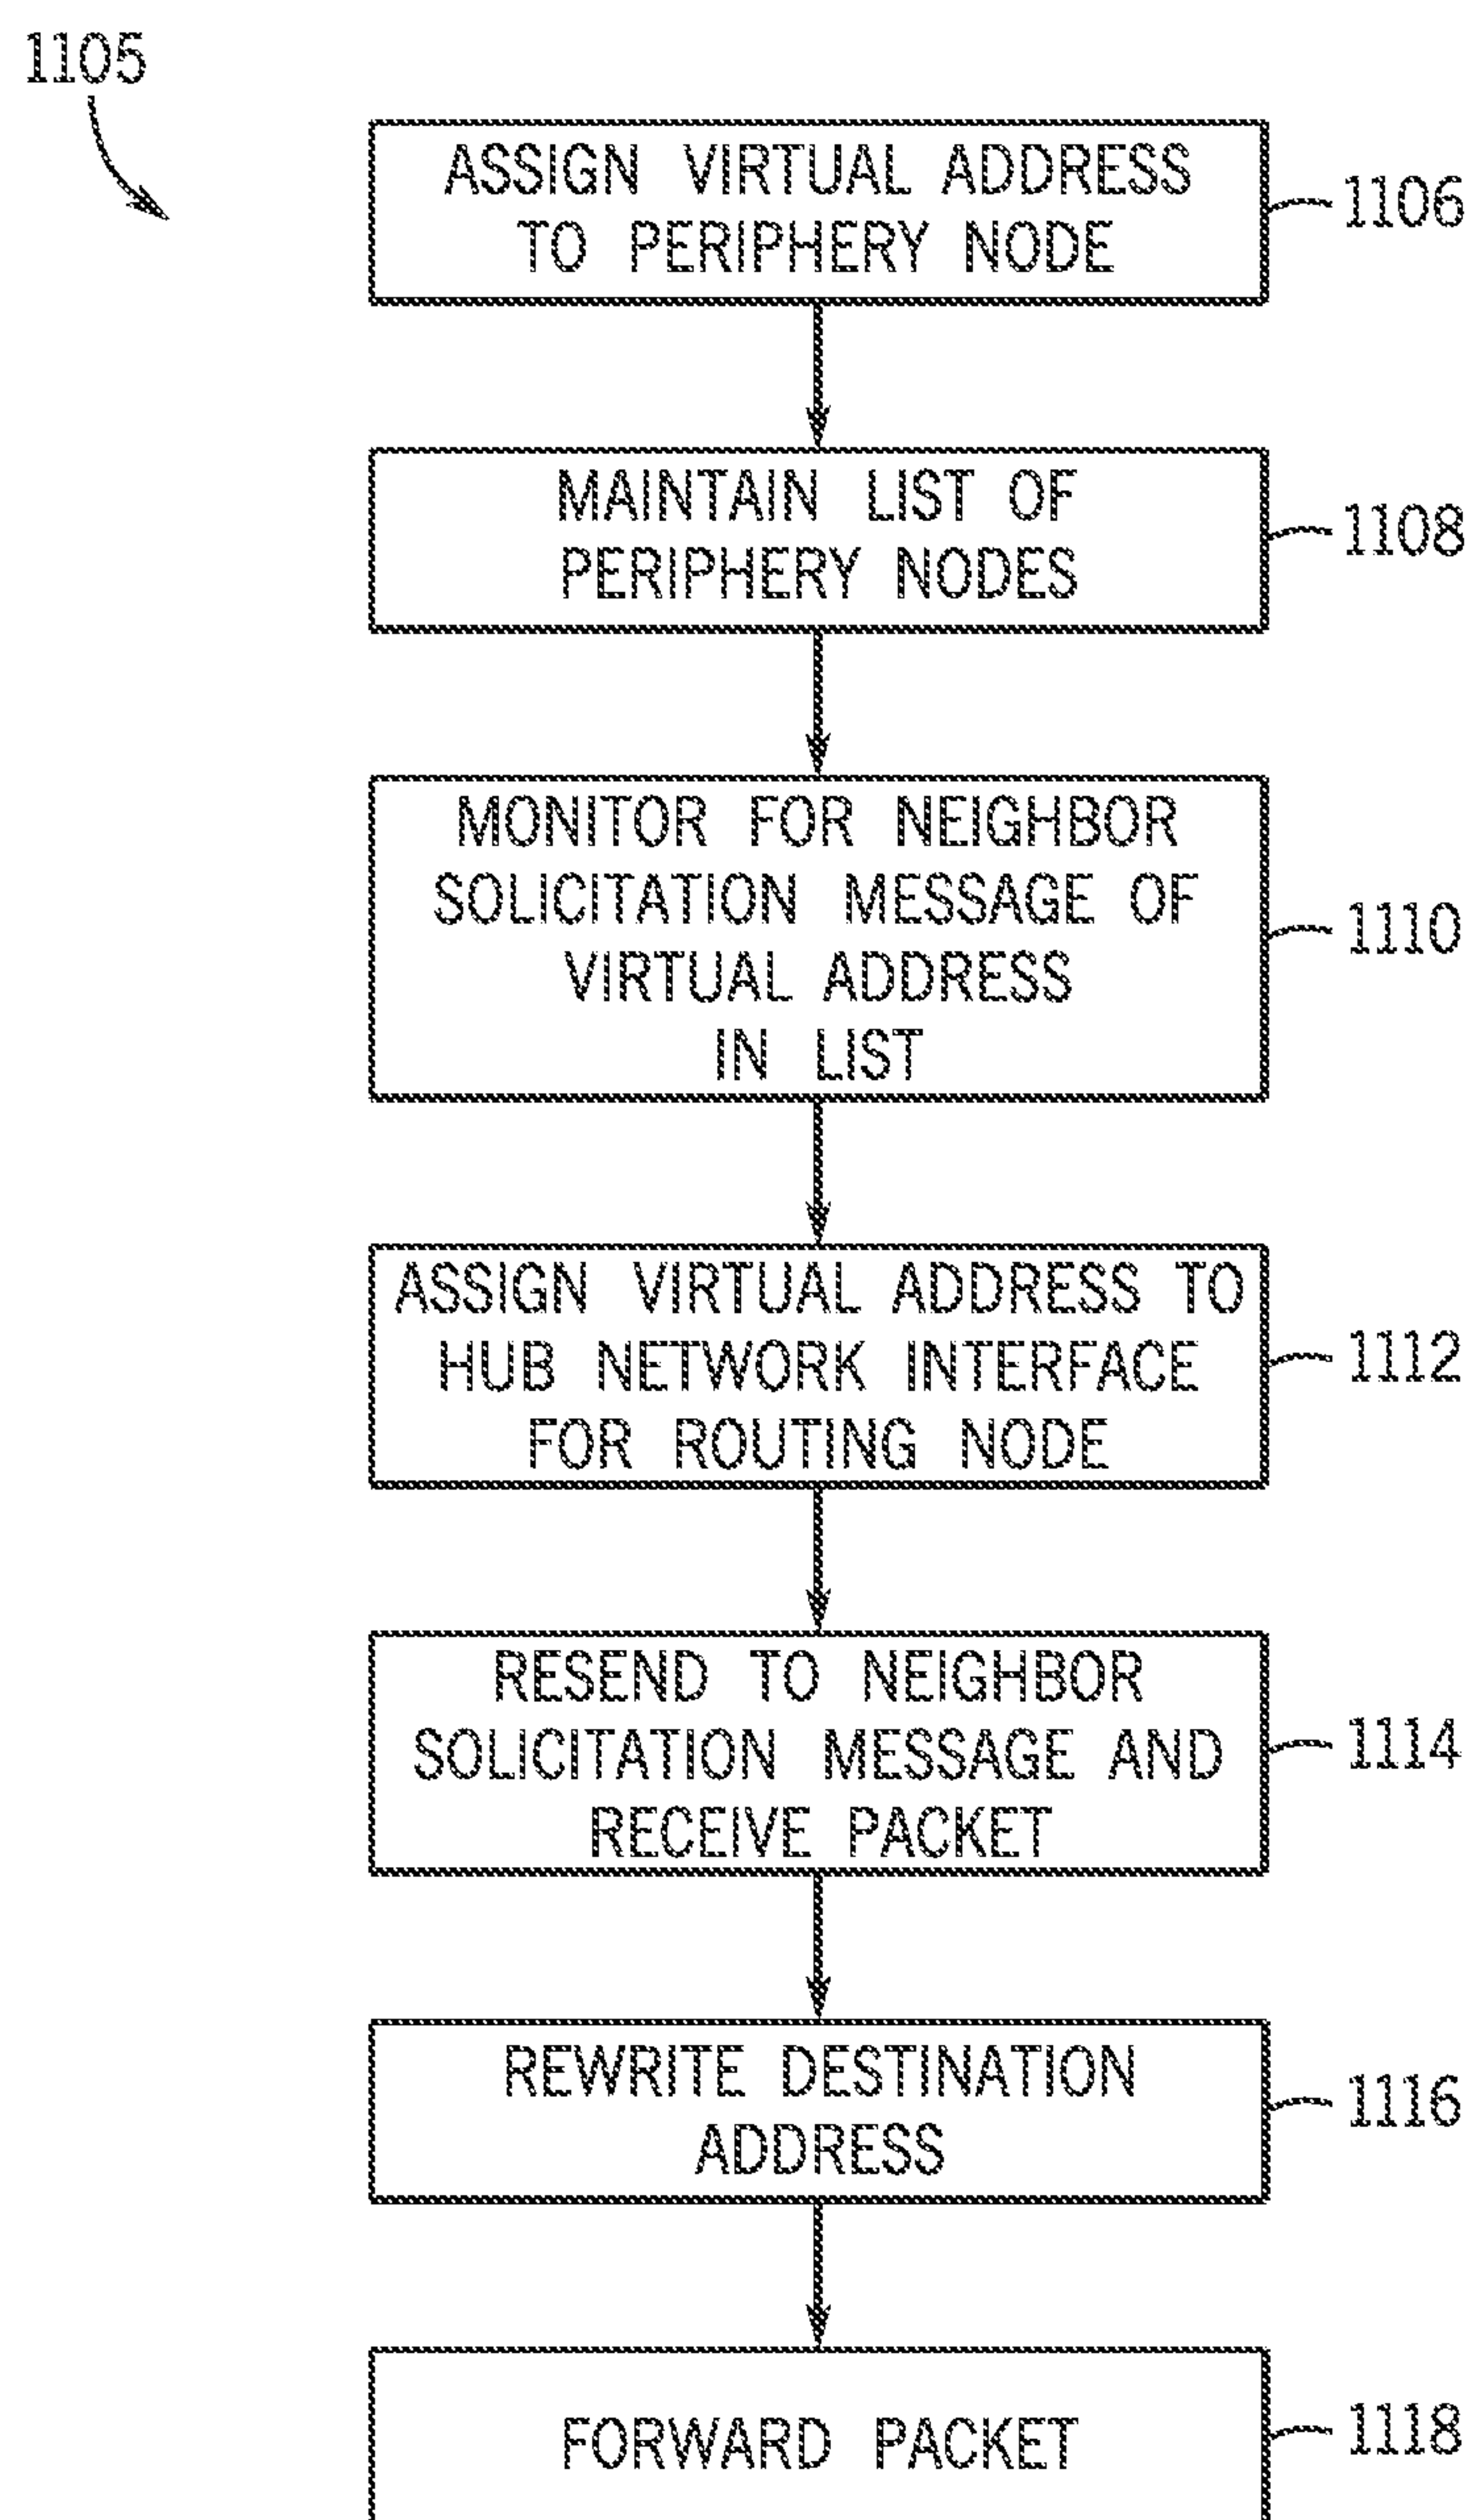 1105
ASSIGN VIRTUAL ADDRESS
TO PERIPHERY NODE
1106
MAINTAIN LIST OF
PERIPHERY NODES
1108
MONITOR FOR NEIGHBOR
SOLICITATION MESSAGE OF
VIRTUAL ADDRESS
IN LIST
1110
ASSIGN VIRTUAL ADDRESS TO
HUB NETWORK INTERFACE
FOR ROUTING NODE
1112
RESEND TO NEIGHBOR
SOLICITATION MESSAGE AND
RECEIVE PACKET
1114
REWRITE DESTINATION
ADDRESS
1116
FORWARD PACKET
1118